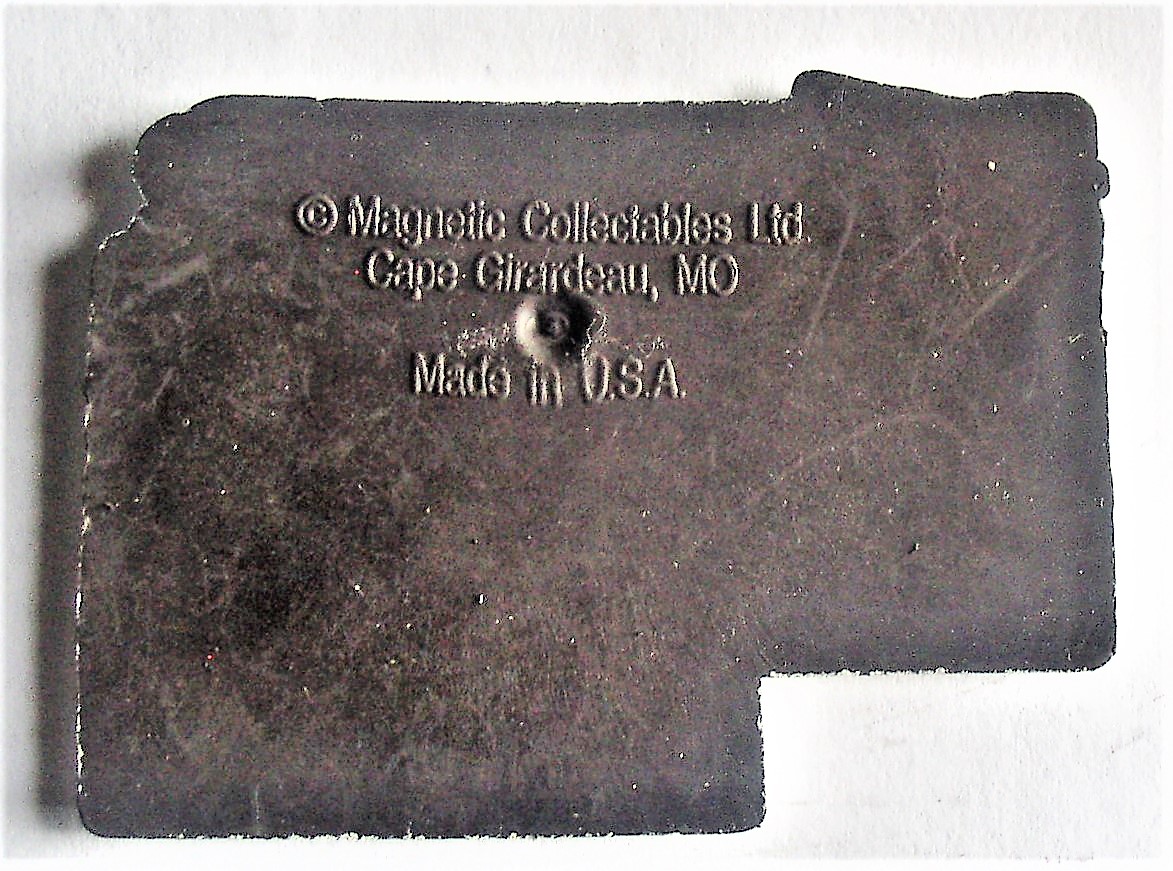 © Magnetic Collectables Ltd.
Cape Girardeau, MO
Made in U.S.A.